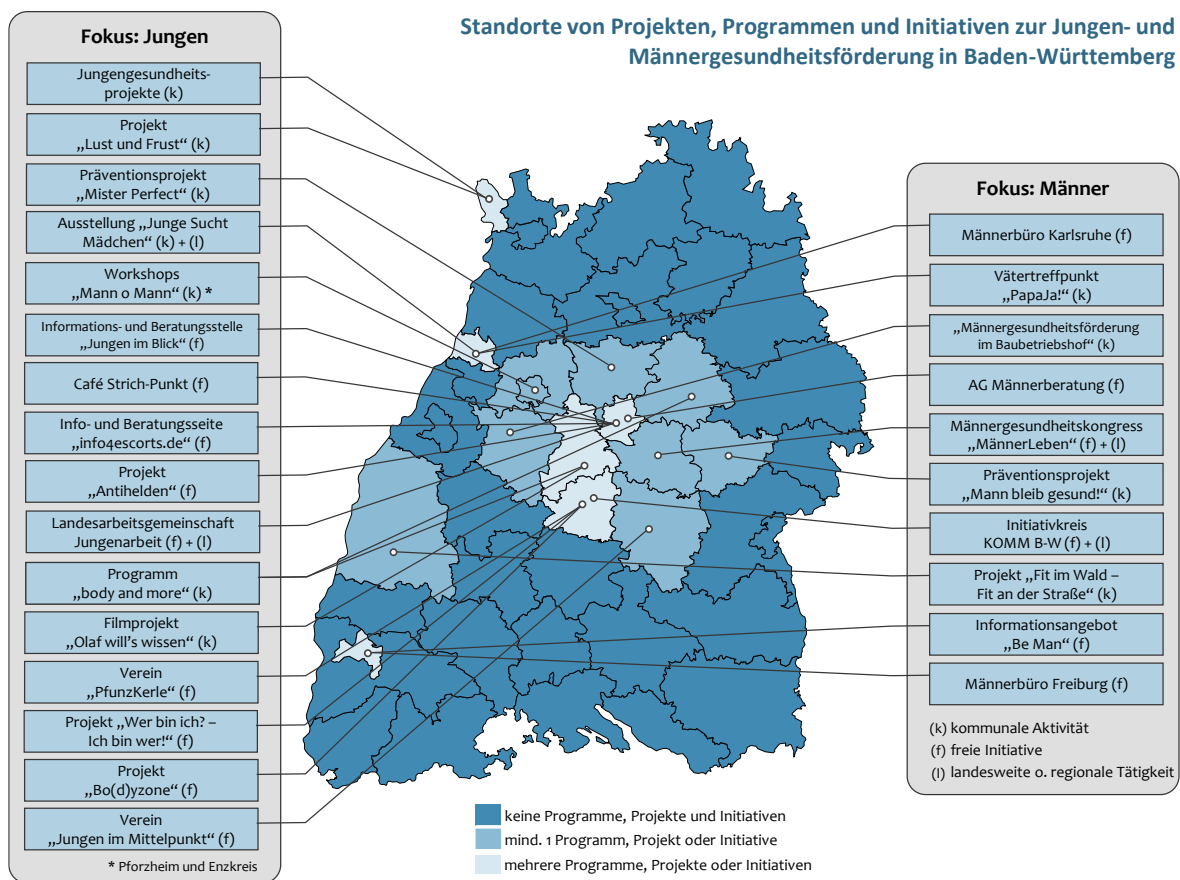 Standorte von Projekten, Programmen und Initiativen zur Jungen- und
Männergesundheitsförderung in Baden-Württemberg
Fokus: Jungen
Jungengesundheits-
projekte (k)
Projekt
„Lust und Frust“ (k)
Präventionsprojekt
„Mister Perfect“ (k)
Ausstellung „Junge Sucht
Mädchen“ (k) + (l)
Workshops
„Mann o Mann“ (k) *
Informations- und Beratungsstelle
„Jungen im Blick“ (f)
Café Strich-Punkt (f)
Info- und Beratungsseite
„info4escorts.de“ (f)
Projekt
„Antihelden“ (f)
Landesarbeitsgemeinschaft
Jungenarbeit (f) + (l)
Programm
„body and more“ (k)
Filmprojekt
„Olaf will’s wissen“ (k)
Verein
„PfunzKerle“ (f)
Projekt „Wer bin ich? –
Ich bin wer!“ (f)
Projekt
„Bo(d)yzone“ (f)
Verein
„Jungen im Mittelpunkt“ (f)
* Pforzheim und Enzkreis
Fokus: Männer
Männerbüro Karlsruhe (f)
Vätertreffpunkt
„PapaJa!“ (k)
„Männergesundheitsförderung
im Baubetriebshof“ (k)
AG Männerberatung (f)
Männergesundheitskongress
„MännerLeben“ (f) + (l)
Präventionsprojekt
„Mann bleib gesund!“ (k)
Initiativkreis
KOMM B-W (f) + (l)
Projekt „Fit im Wald –
Fit an der Straße“ (k)
Informationsangebot
„Be Man“ (f)
Männerbüro Freiburg (f)
(k) kommunale Aktivität
(f) freie Initiative
(l) landesweite o. regionale Tätigkeit
keine Programme, Projekte und Initiativen
mind. 1 Programm, Projekt oder Initiative
mehrere Programme, Projekte oder Initiativen